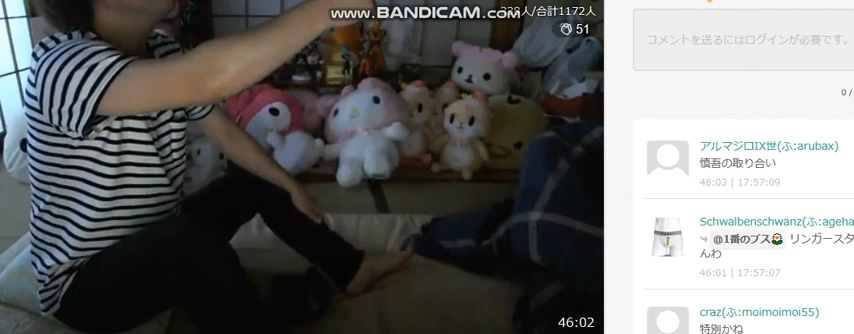 www.BANDICAM.com
人/合計1172人
51
46:02
コメントを送るにはログインが必要です。
0 /
アルマジロIX世(ふ:arubax)
慎吾の取り合い
46:03 | 17:57:09
Schwalbenschwanz(ふ:ageha
@1番のブス リンガースタ
んわ
46:01 | 17:57:07
craz(ふ:moimoimoi55)
特別かね